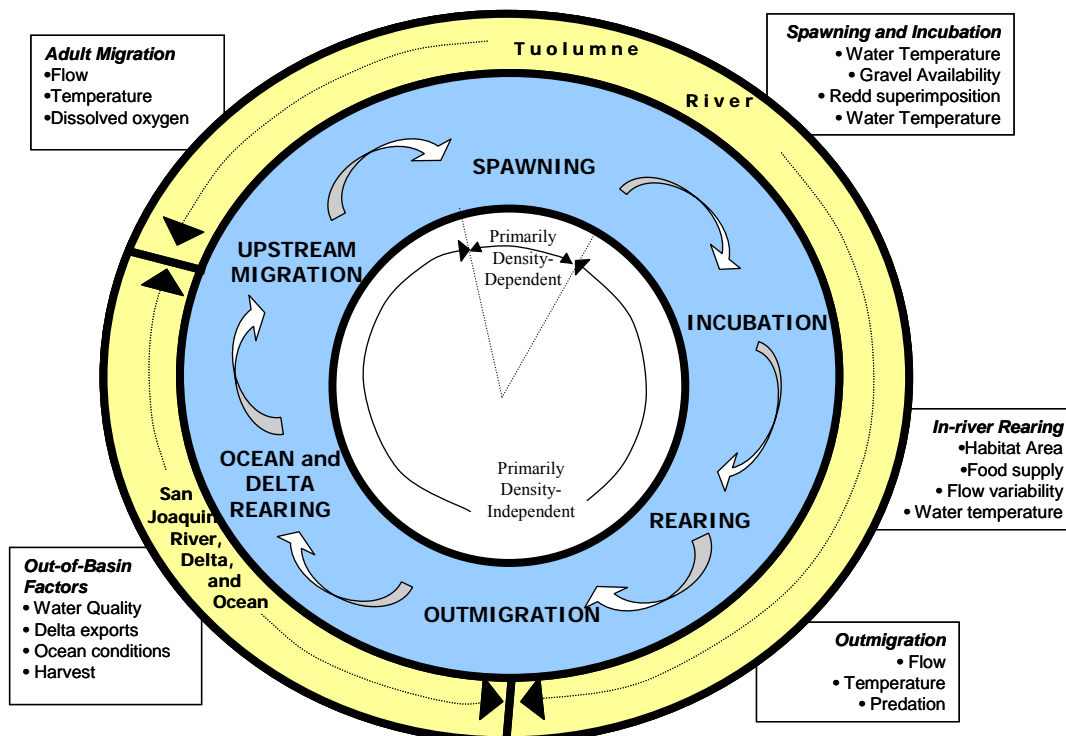 Adult Migration
•Flow
•Temperature
•Dissolved oxygen
Tuolumne
River
Spawning and Incubation
• Water Temperature
• Gravel Availability
• Redd superimposition
• Water Temperature
SPAWNING
UPSTREAM
MIGRATION
Primarily
Density-
Dependent
INCUBATION
In-river Rearing
•Habitat Area
•Food supply
• Flow variability
• Water temperature
OCEAN and
DELTA
REARING
Primarily
Density-
Independent
REARING
San
Joaquin
River,
Delta,
and
Ocean
Out-of-Basin
Factors
• Water Quality
• Delta exports
• Ocean conditions
• Harvest
OUTMIGRATION
Outmigration
• Flow
• Temperature
• Predation